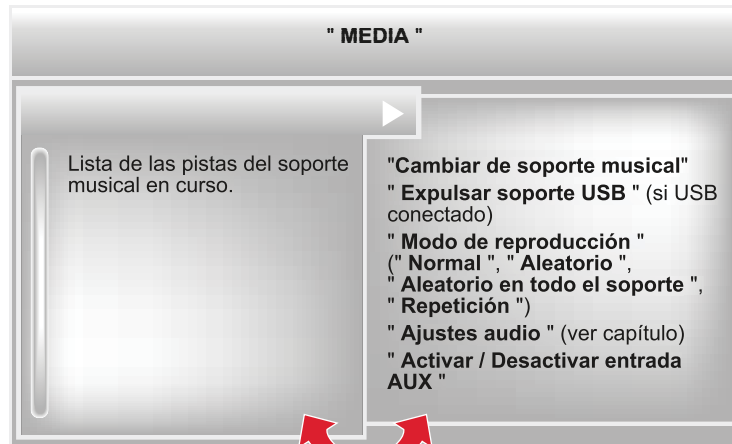 " MEDIA "
Lista de las pistas del soporte
musical en curso.
"Cambiar de soporte musical"
" Expulsar soporte USB " (si USB
conectado)
" Modo de reproducción "
(" Normal ", " Aleatorio ",
" Aleatorio en todo el soporte ",
" Repetición ")
" Ajustes audio " (ver capítulo)
" Activar / Desactivar entrada
AUX "